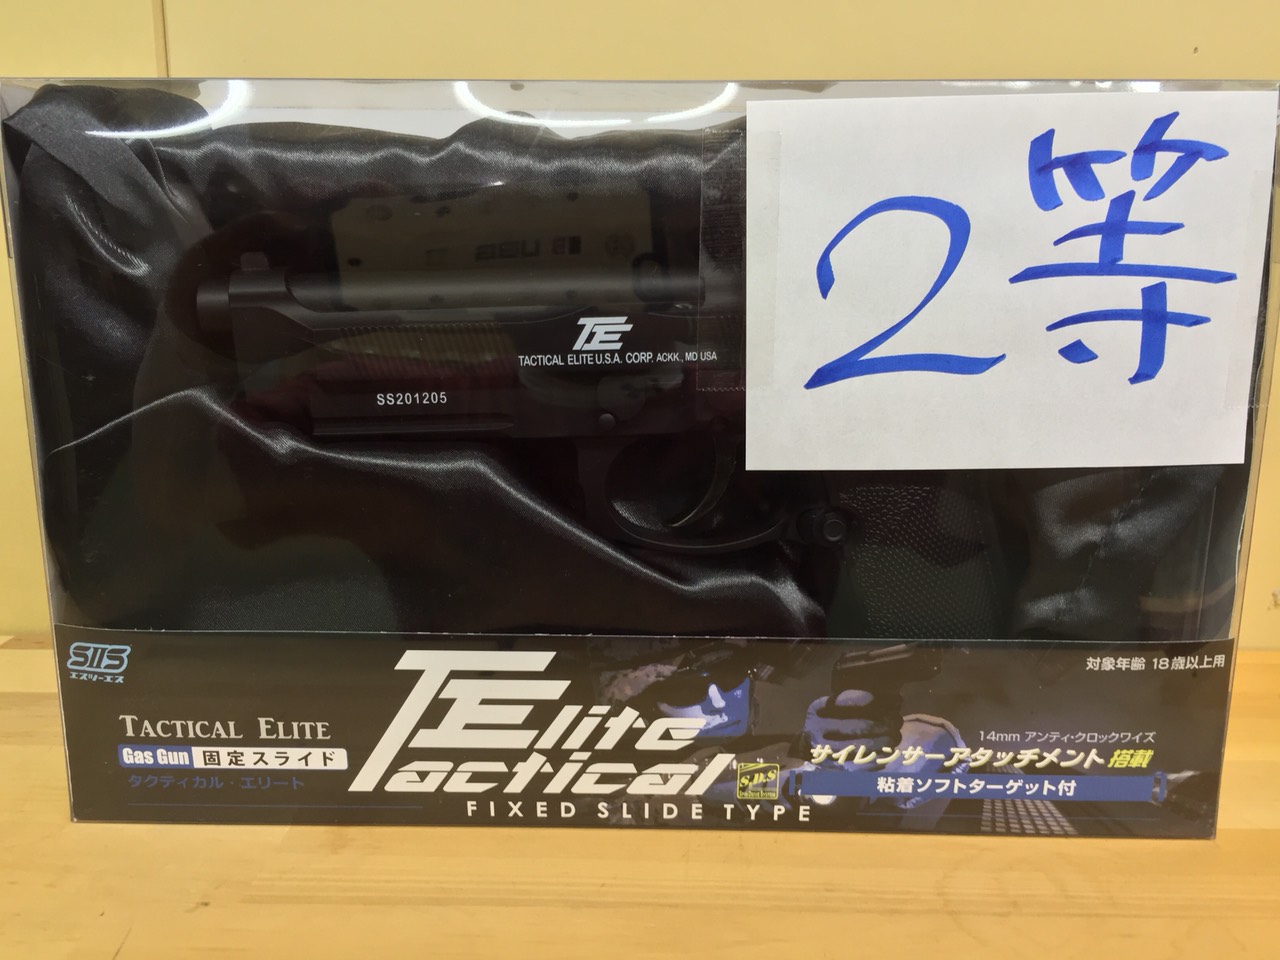 2等
TE
TACTICAL ELITE U.S.A. CORP. ACKK., MD USA
SS201205
SIIS
エスツーエス
対象年齢 18歳以上用
TACTICAL ELITE
Gas Gun 固定スライド
タクティカル・エリート
Elite
Tactical
FIXED SLIDE TYPE
S.D.S
14mm アンティ・クロックワイズ
サイレンサーアタッチメント搭載
粘着ソフトターゲット付